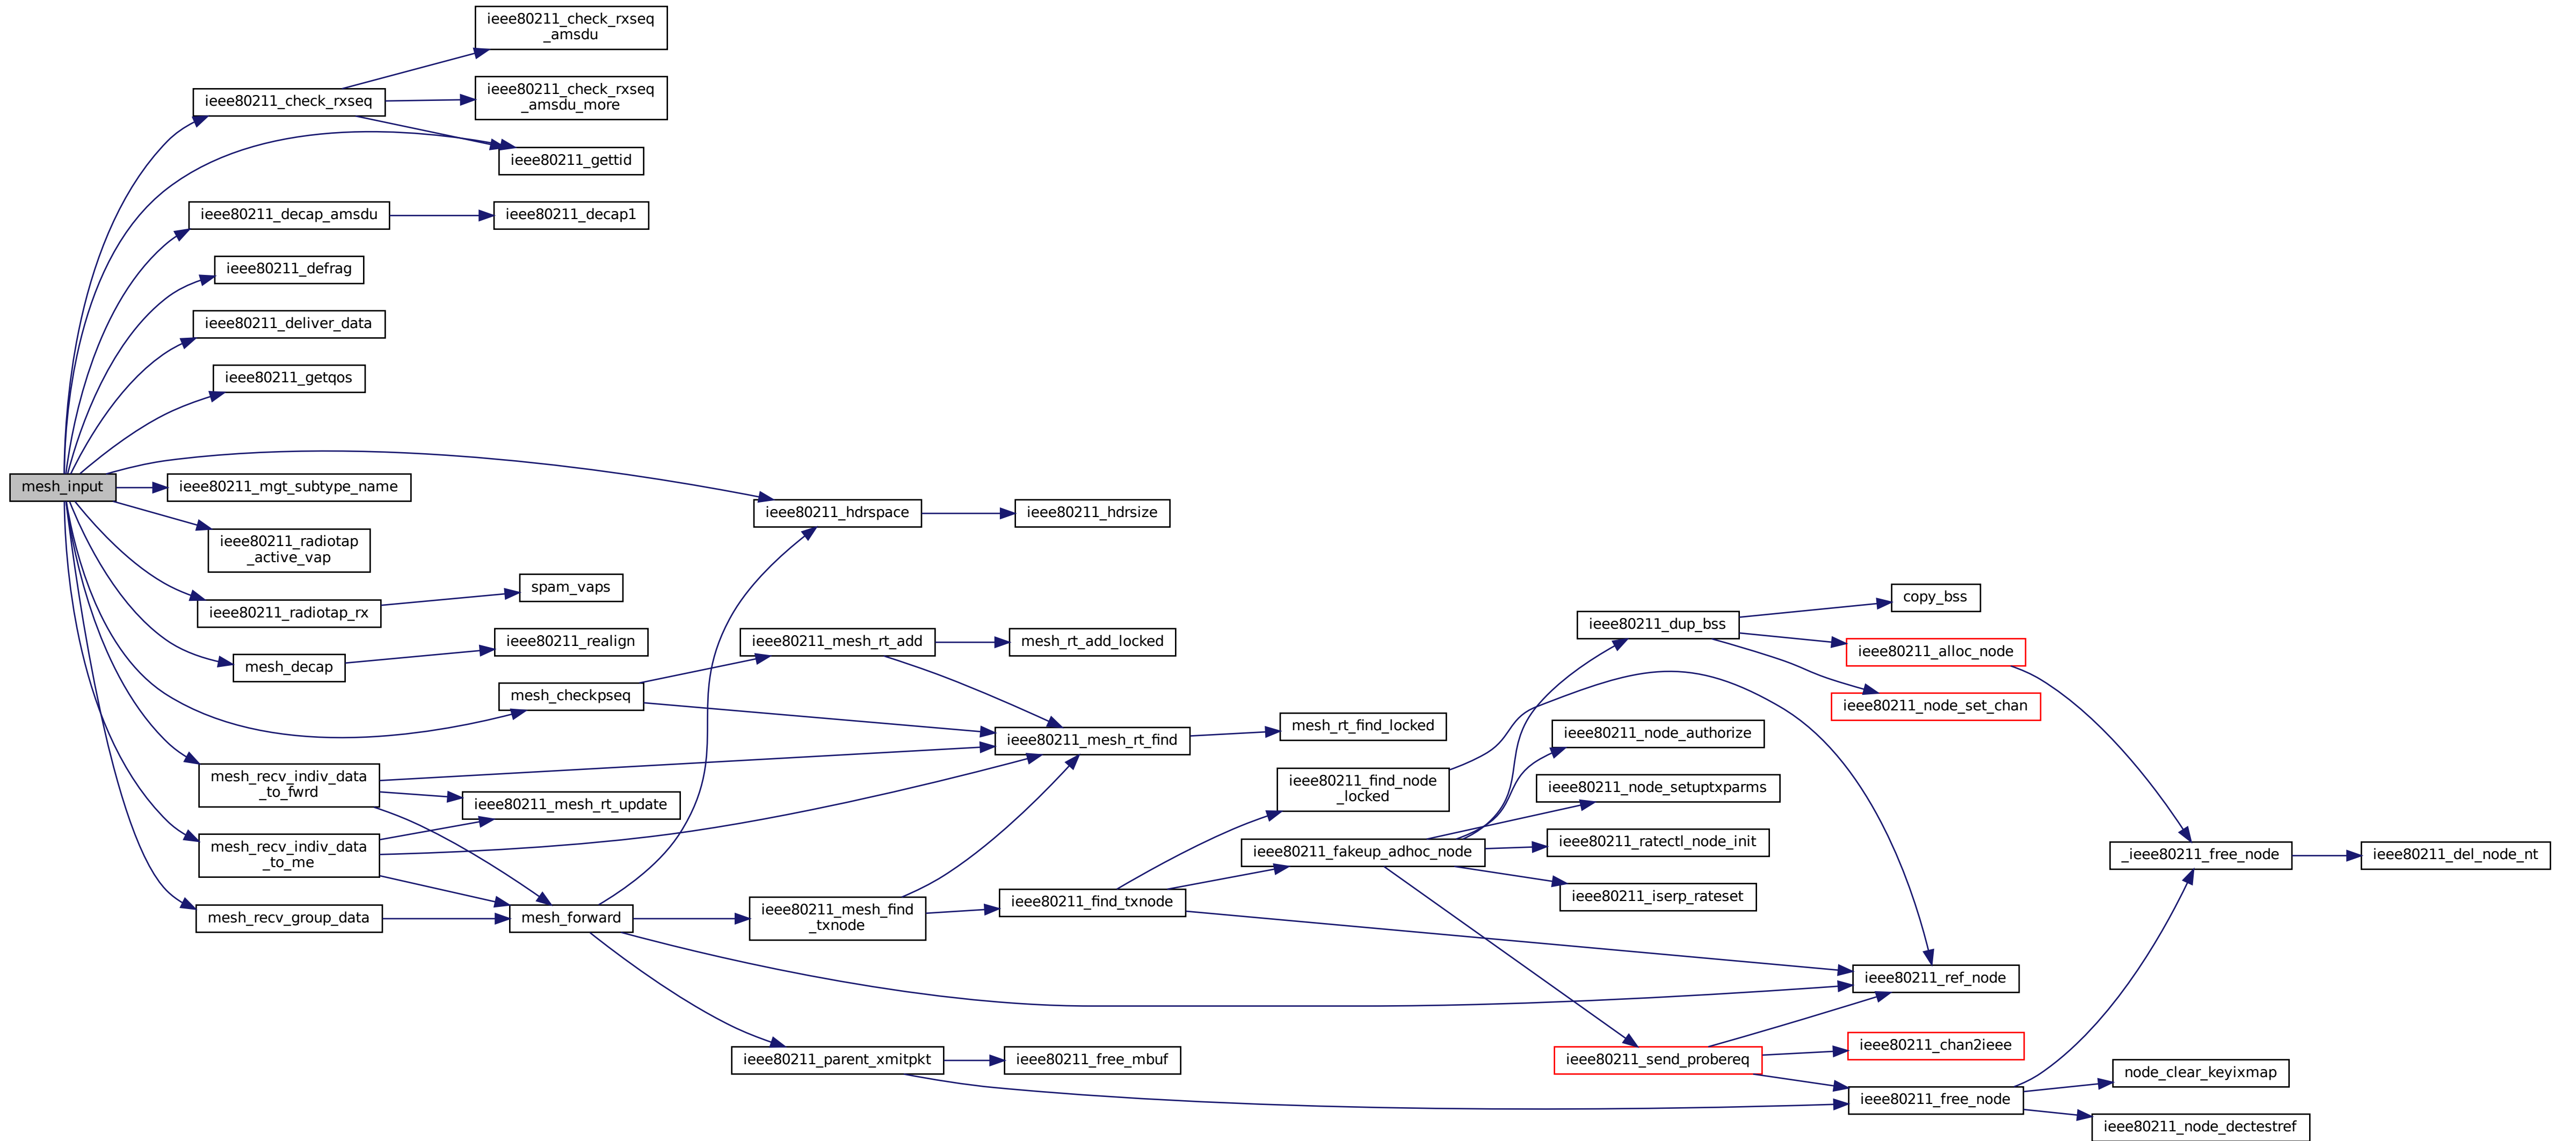 ieee80211_check_rxseq
_amsdu
ieee80211_check_rxseq
ieee80211_check_rxseq
_amsdu_more
ieee80211_gettid
ieee80211_decap_amsdu
ieee80211_decap1
ieee80211_defrag
ieee80211_deliver_data
ieee80211_getqos
mesh_input
ieee80211_mgt_subtype_name
ieee80211_hdrspace
ieee80211_hdrsize
ieee80211_radiotap
_active_vap
spam_vaps
ieee80211_radiotap_rx
copy_bss
ieee80211_dup_bss
ieee80211_mesh_rt_add
mesh_rt_add_locked
ieee80211_realign
mesh_decap
ieee80211_alloc_node
mesh_checkpseq
ieee80211_node_set_chan
mesh_rt_find_locked
ieee80211_mesh_rt_find
ieee80211_node_authorize
mesh_recv_indiv_data
_to_fwrd
ieee80211_find_node
_locked
ieee80211_node_setuptxparms
ieee80211_mesh_rt_update
ieee80211_ratectl_node_init
mesh_recv_indiv_data
_to_me
ieee80211_fakeup_adhoc_node
_ieee80211_free_node
ieee80211_del_node_nt
ieee80211_iserp_rateset
ieee80211_find_txnode
mesh_recv_group_data
mesh_forward
ieee80211_mesh_find
_txnode
ieee80211_ref_node
ieee80211_chan2ieee
ieee80211_parent_xmitpkt
ieee80211_free_mbuf
ieee80211_send_probereq
node_clear_keyixmap
ieee80211_free_node
ieee80211_node_dectestref